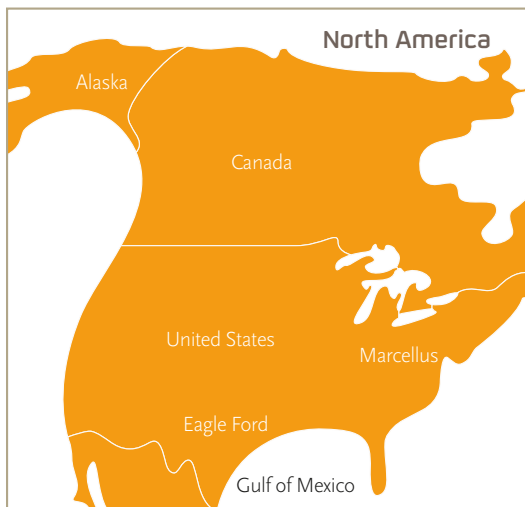 North America
Alaska
Canada
United States
Marcellus
Eagle Ford
Gulf of Mexico